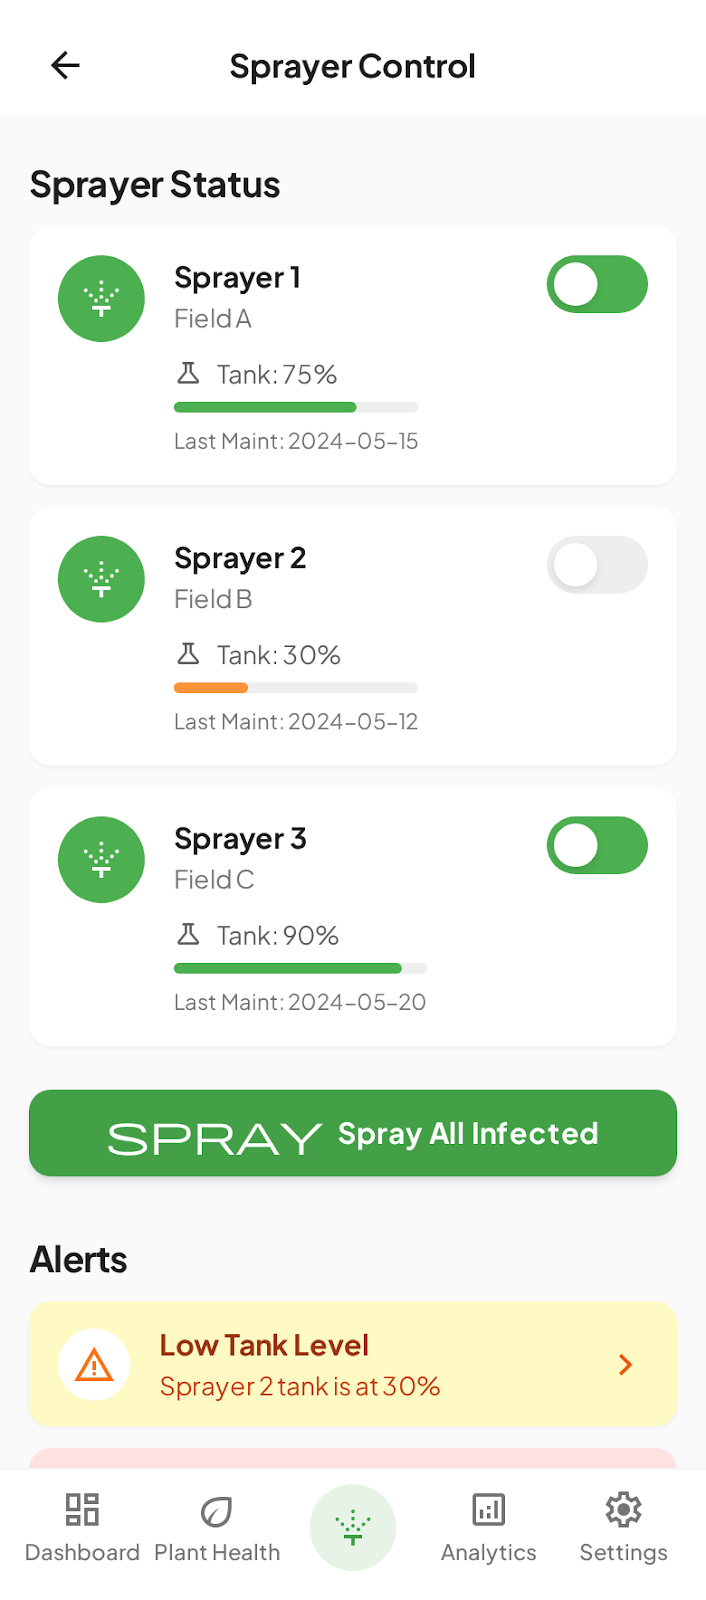 Sprayer Control
Sprayer Status
Sprayer 1
Field A
Tank: 75%
Last Maint: 2024-05-15
Sprayer 2
Field B
Tank: 30%
Last Maint: 2024-05-12
Sprayer 3
Field C
Tank: 90%
Last Maint: 2024-05-20
SPRAY Spray All Infected
Alerts
Low Tank Level
Sprayer 2 tank is at 30%
Dashboard Plant Health Analytics Settings